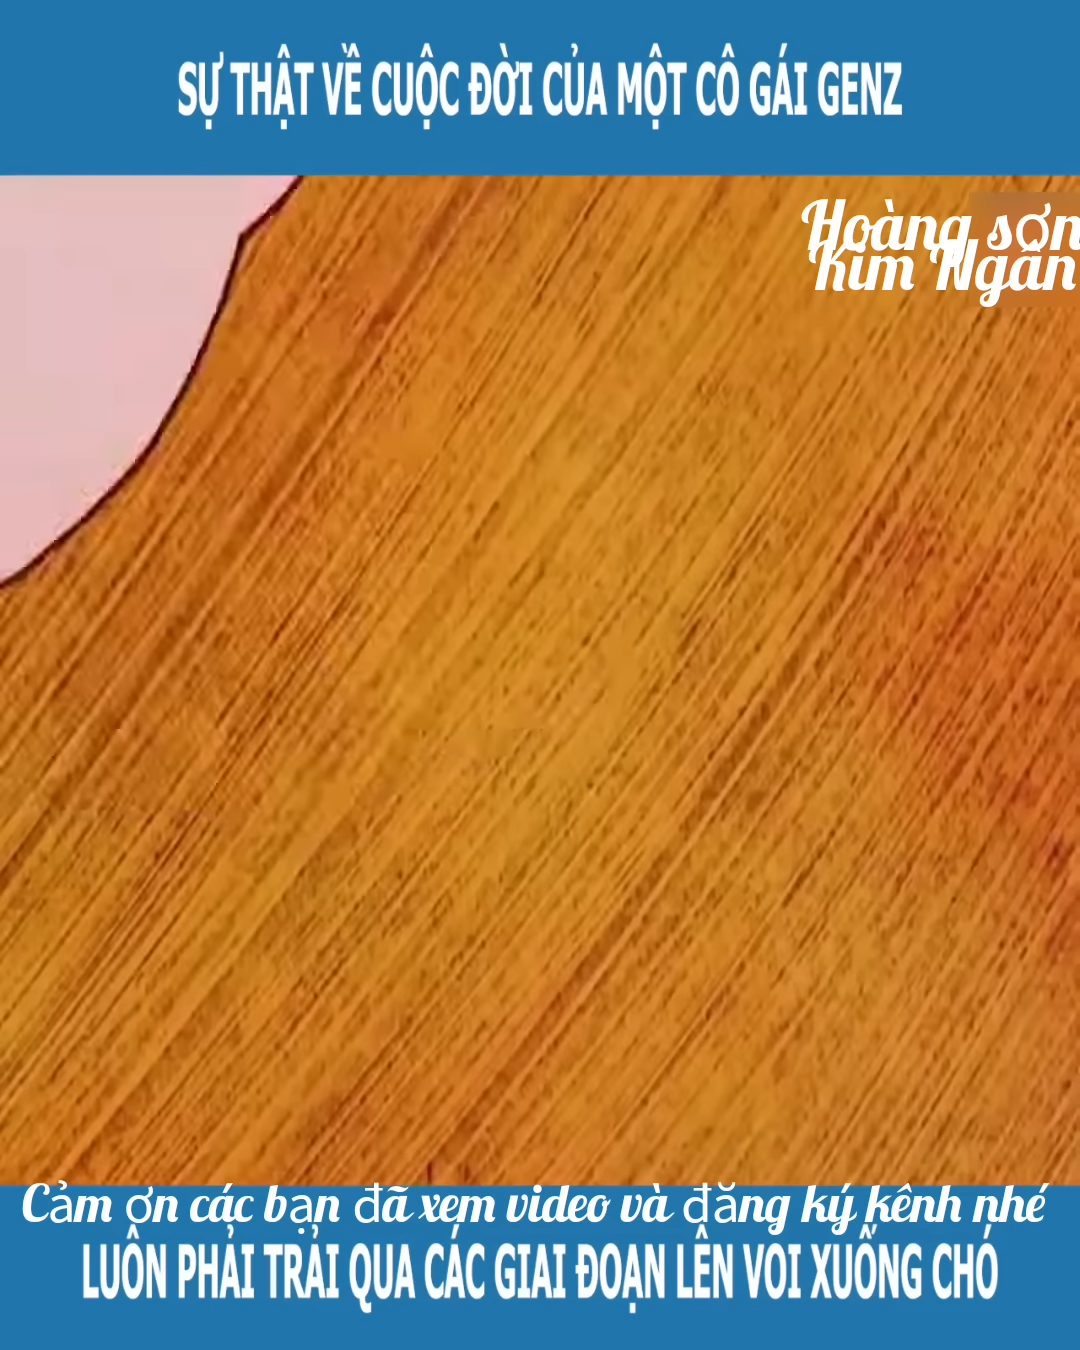 SỰ THẬT VỀ CUỘC ĐỜI CỦA MỘT CÔ GÁI GENZ
Hoàng sơn
Kim Ngân
Cảm ơn các bạn đã xem video và đăng ký kênh nhé
LUÔN PHẢI TRẢI QUA CÁC GIAI ĐOẠN LÊN VOI XUỐNG CHÓ